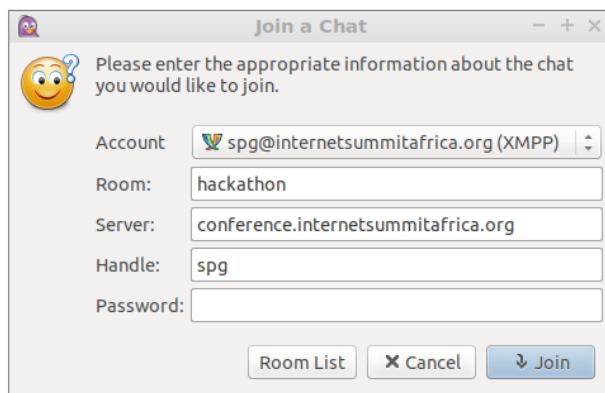 Join a Chat
Please enter the appropriate information about the chat
you would like to join.
Account spg@internetsummitafrica.org (XMPP)
Room: hackathon
Server: conference.internetsummitafrica.org
Handle: spg
Password:
Room List Cancel Join